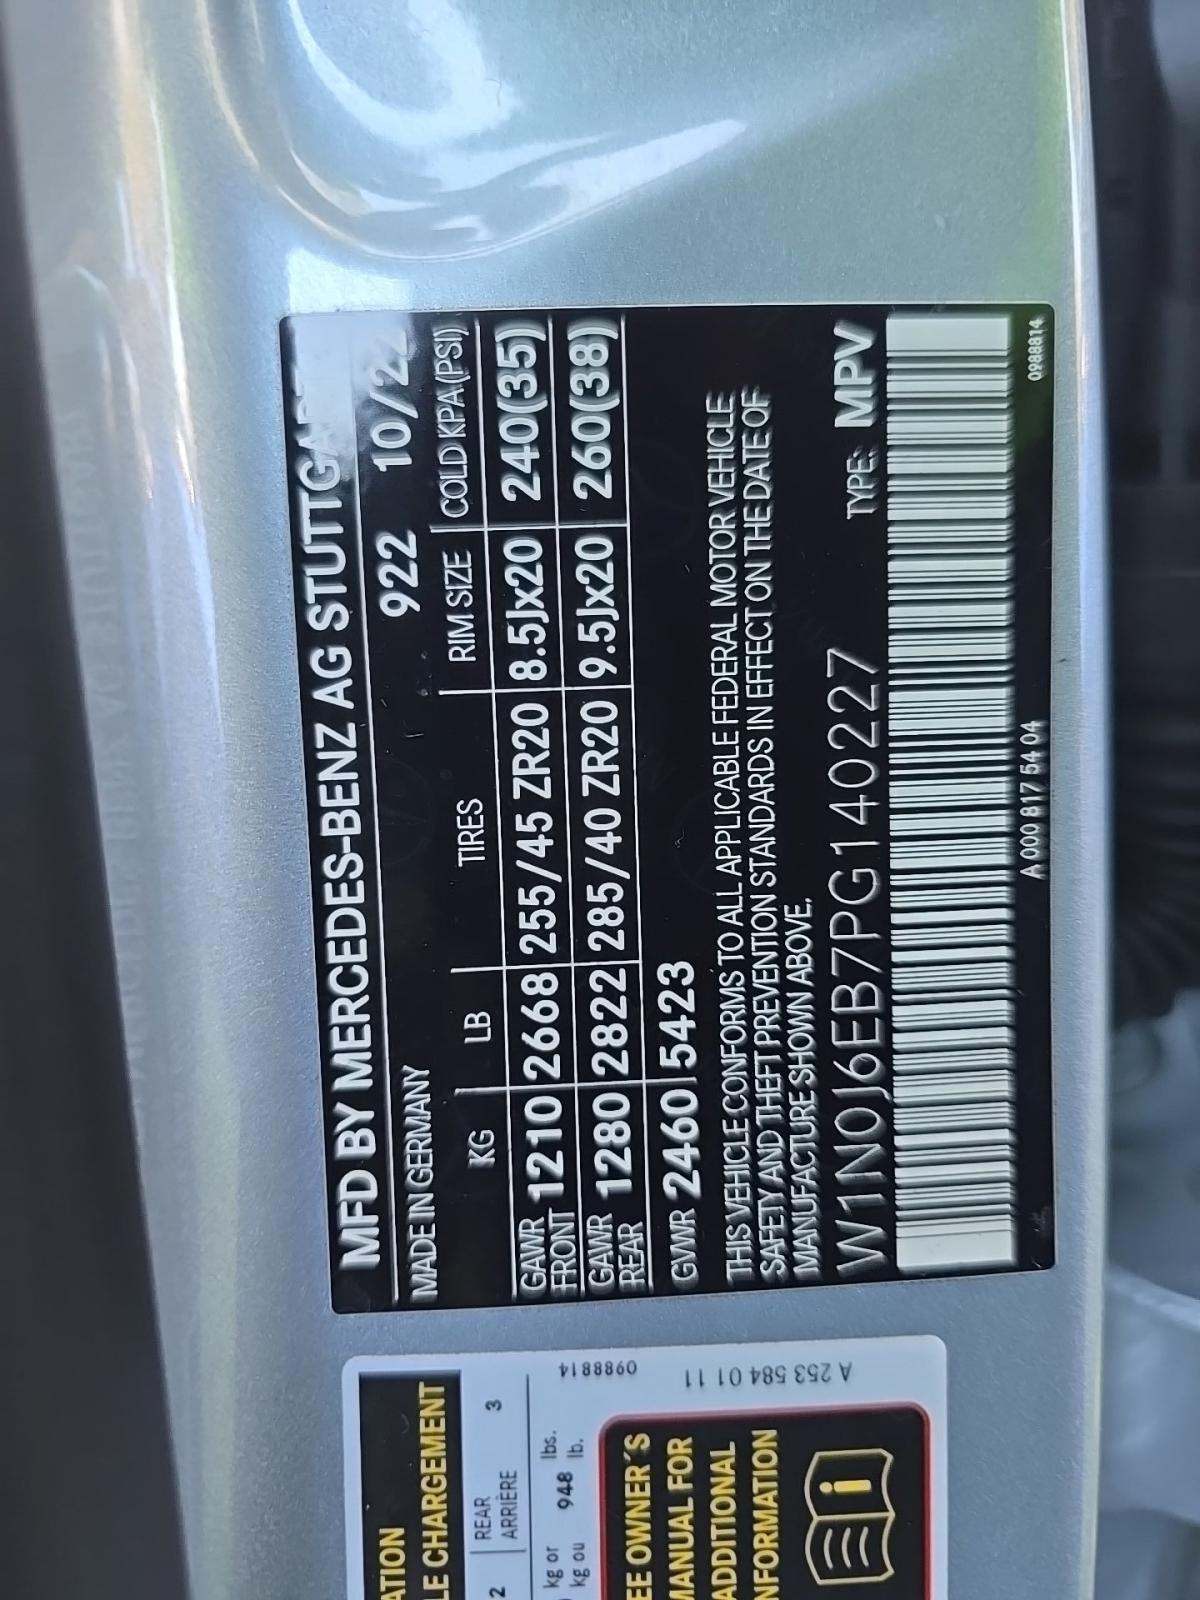 MFD BY MERCEDES-BENZ AG STUTTGART
MADE IN GERMANY 922 10/22
KG LB TIRES RIM SIZE COLD KPA(PSI)
GAWR FRONT 1210 2668 255/45 ZR20 8.5Jx20 240(35)
GAWR REAR 1280 2822 285/40 ZR20 9.5Jx20 260(38)
GVWR 2460 5423
THIS VEHICLE CONFORMS TO ALL APPLICABLE FEDERAL MOTOR VEHICLE
SAFETY AND THEFT PREVENTION STANDARDS IN EFFECT ON THE DATE OF
MANUFACTURE SHOWN ABOVE.
W1N0J6EB7PG140227 TYPE: MPV
A 000 817 54 04 0988814
LE CHARGEMENT
2 REAR 3
ARRIÈRE
kg or lbs.
kg ou 948 lb.
0988814
A 253 584 01 11
OWNER´S
MANUAL FOR
ADDITIONAL